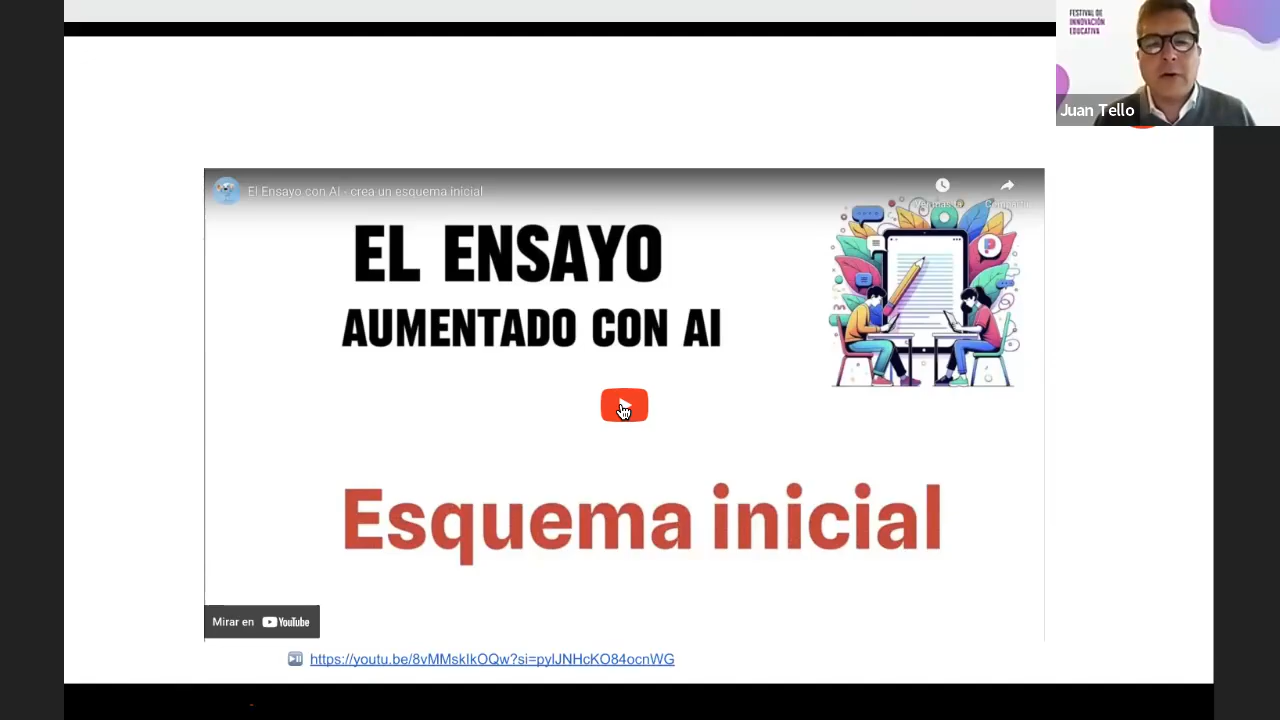 FESTIVAL DE
INNOVACIÓN
EDUCATIVA
Juan Tello
El Ensayo con AI - crea un esquema inicial
EL ENSAYO
AUMENTADO CON AI
Esquema inicial
Mirar en YouTube
https://youtu.be/8vMMskIkOQw?si=pylJNHcKO84ocnWG